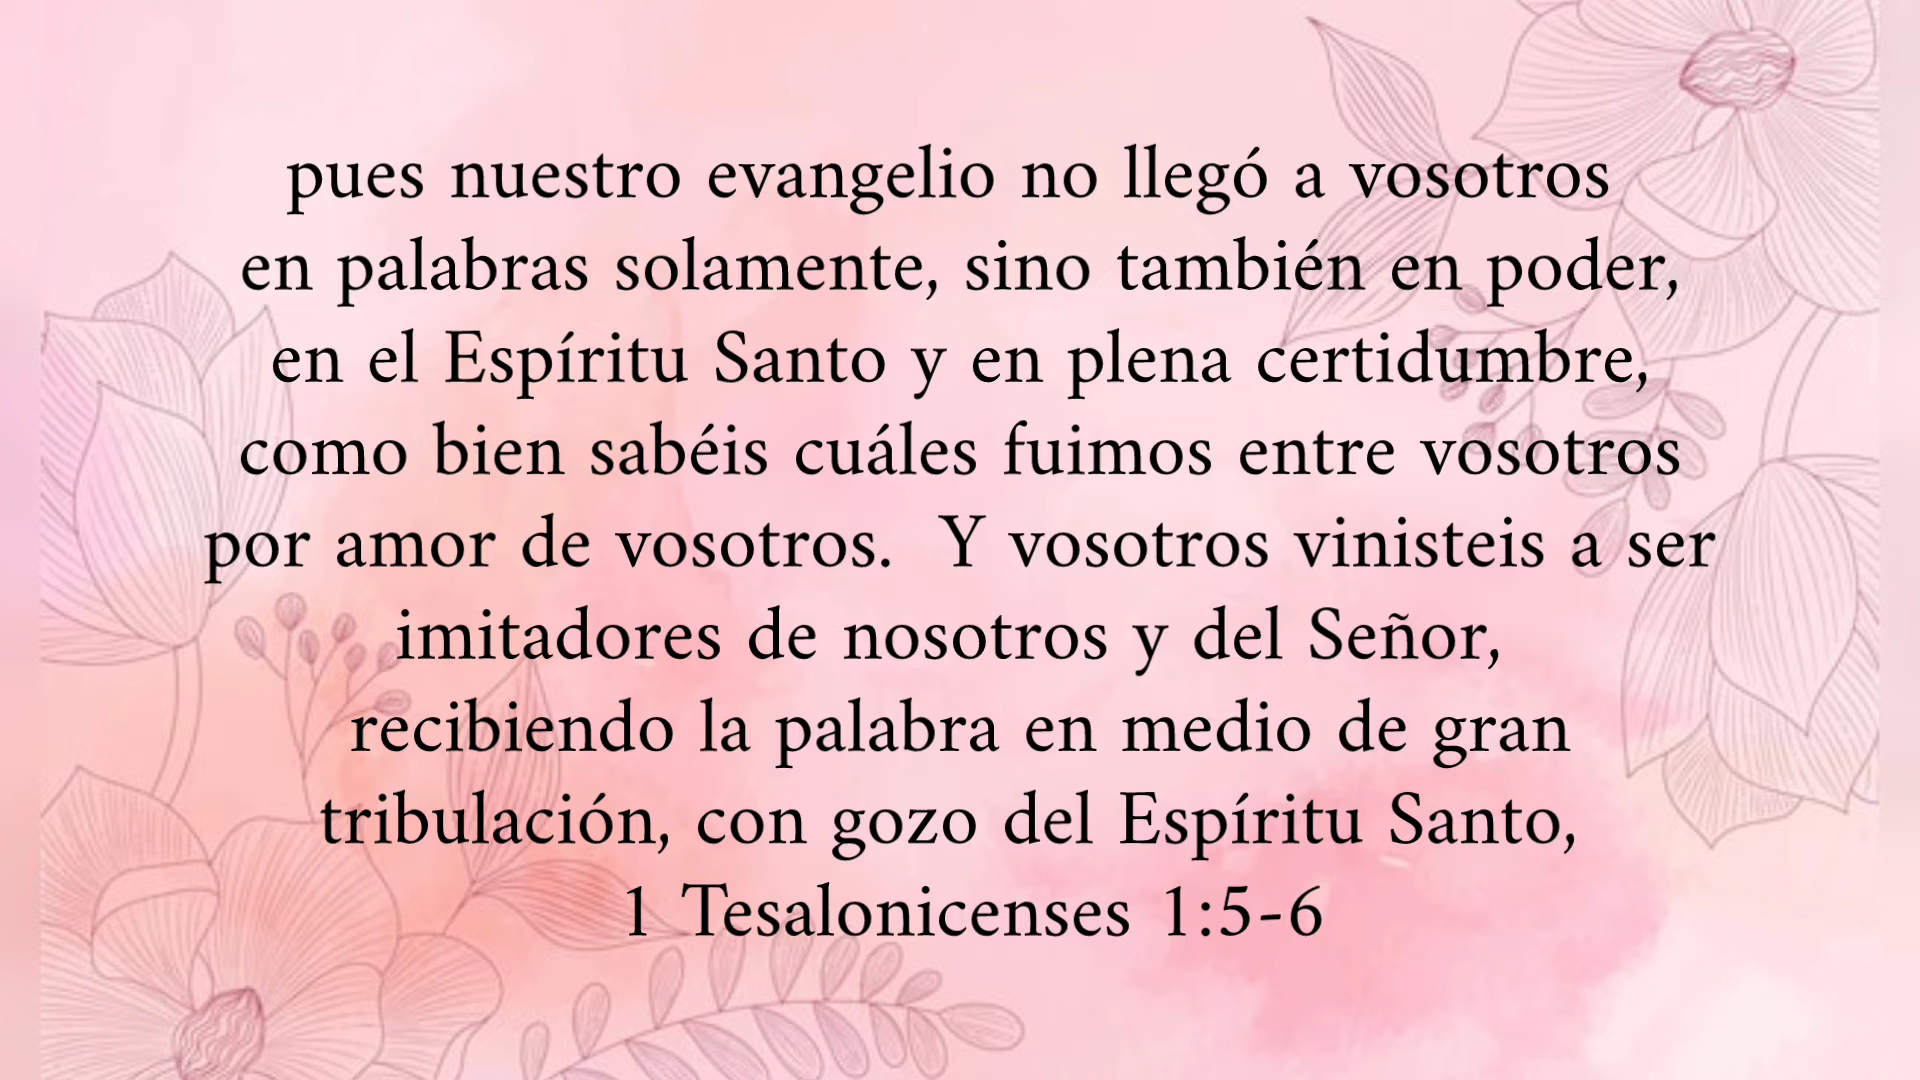 pues nuestro evangelio no llegó a vosotros
en palabras solamente, sino también en poder,
en el Espíritu Santo y en plena certidumbre,
como bien sabéis cuáles fuimos entre vosotros
por amor de vosotros.  Y vosotros vinisteis a ser
imitadores de nosotros y del Señor,
recibiendo la palabra en medio de gran
tribulación, con gozo del Espíritu Santo,
1 Tesalonicenses 1:5-6